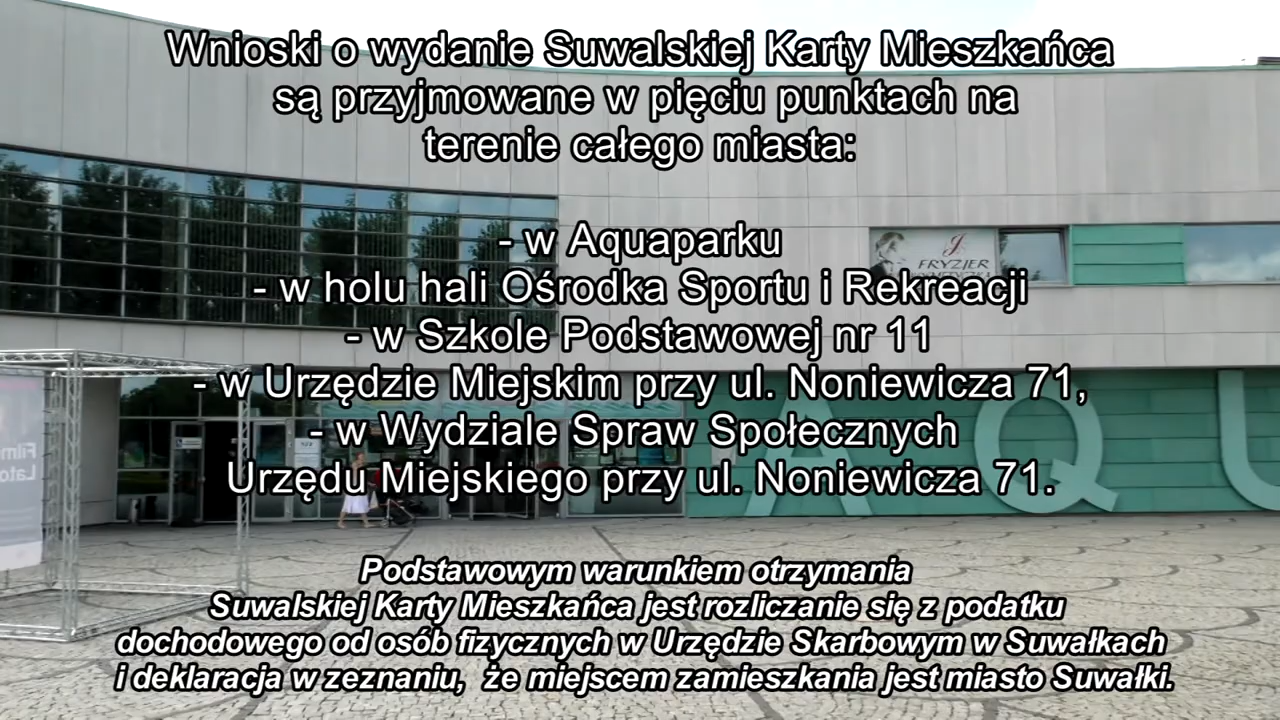 Wnioski o wydanie Suwalskiej Karty Mieszkańca
są przyjmowane w pięciu punktach na
terenie całego miasta:
- w Aquaparku
- w holu hali Ośrodka Sportu i Rekreacji
- w Szkole Podstawowej nr 11
- w Urzędzie Miejskim przy ul. Noniewicza 71,
- w Wydziale Spraw Społecznych
Urzędu Miejskiego przy ul. Noniewicza 71.
Podstawowym warunkiem otrzymania
Suwalskiej Karty Mieszkańca jest rozliczanie się z podatku
dochodowego od osób fizycznych w Urzędzie Skarbowym w Suwałkach
i deklaracja w zeznaniu, że miejscem zamieszkania jest miasto Suwałki.
FRYZJER
AQU